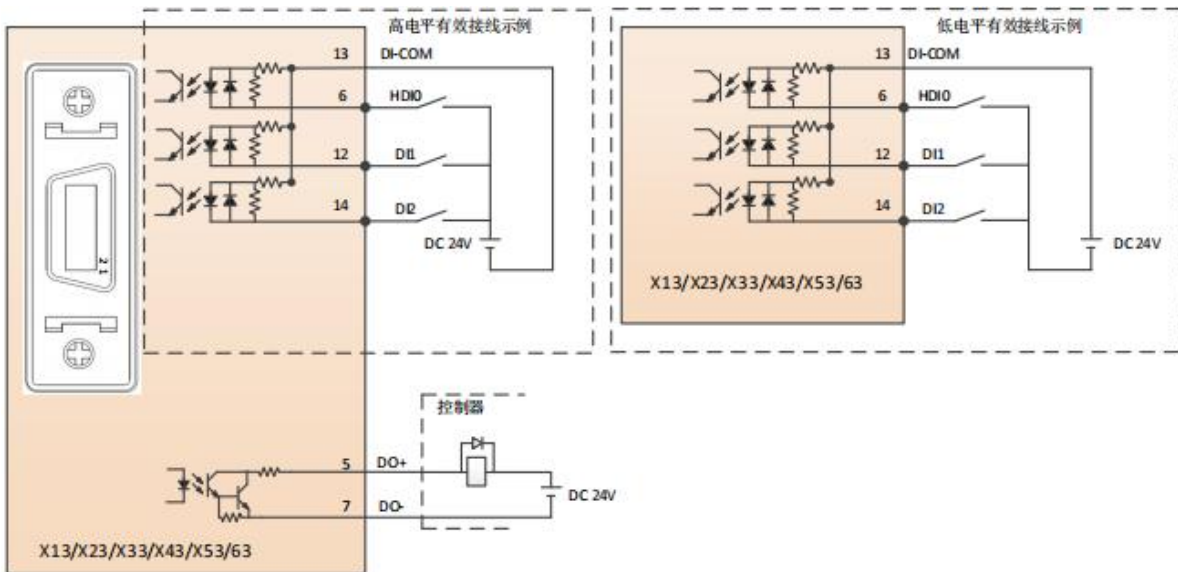 高电平有效接线示例
13 DI-COM
6 HDI0
12 DI1
14 DI2
DC 24V
2 1
低电平有效接线示例
13 DI-COM
6 HDI0
12 DI1
14 DI2
DC 24V
X13/X23/X33/X43/X53/63
控制器
5 DO+
7 DO-
DC 24V
X13/X23/X33/X43/X53/63